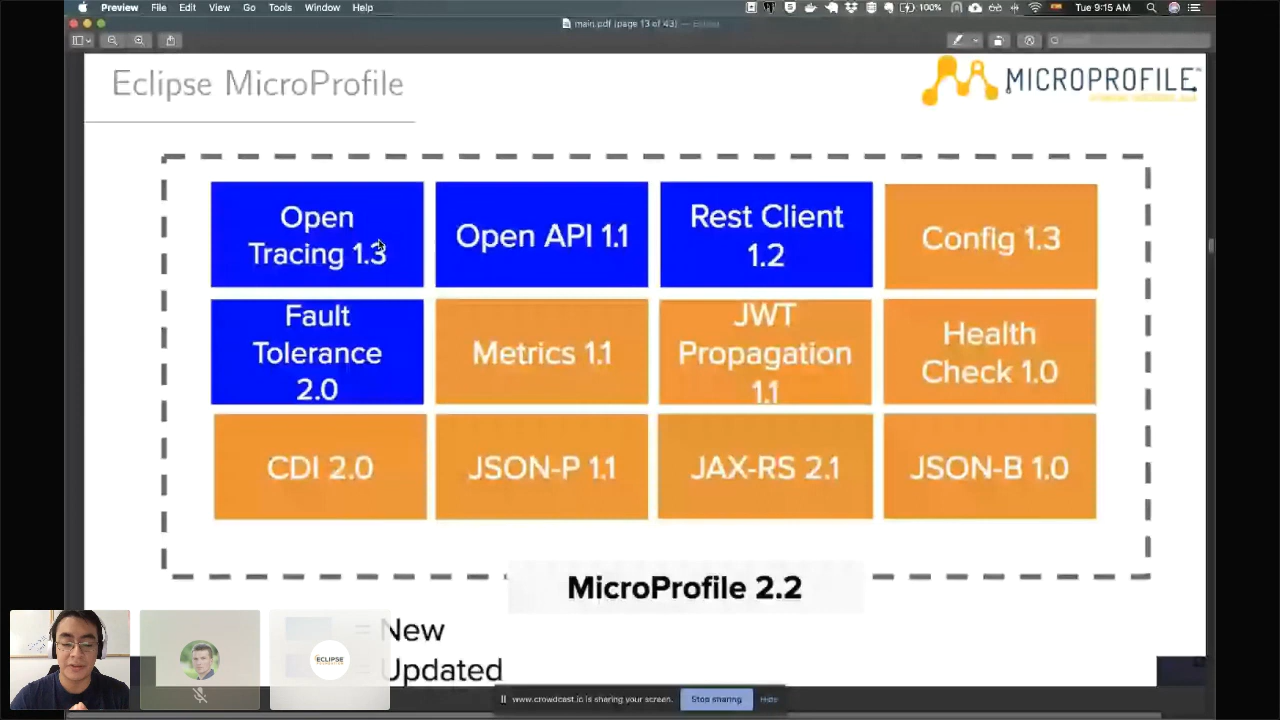 Preview File Edit View Go Tools Window Help 100% Tue 9:15 AM
main.pdf (page 13 of 43) — Edited
Eclipse MicroProfile
MICROPROFILE
Open
Tracing 1.3
Open API 1.1
Rest Client
1.2
Config 1.3
Fault
Tolerance
2.0
Metrics 1.1
JWT
Propagation
1.1
Health
Check 1.0
CDI 2.0
JSON-P 1.1
JAX-RS 2.1
JSON-B 1.0
MicroProfile 2.2
= New
= Updated
ECLIPSE
www.crowdcast.io is sharing your screen. Stop sharing Hide